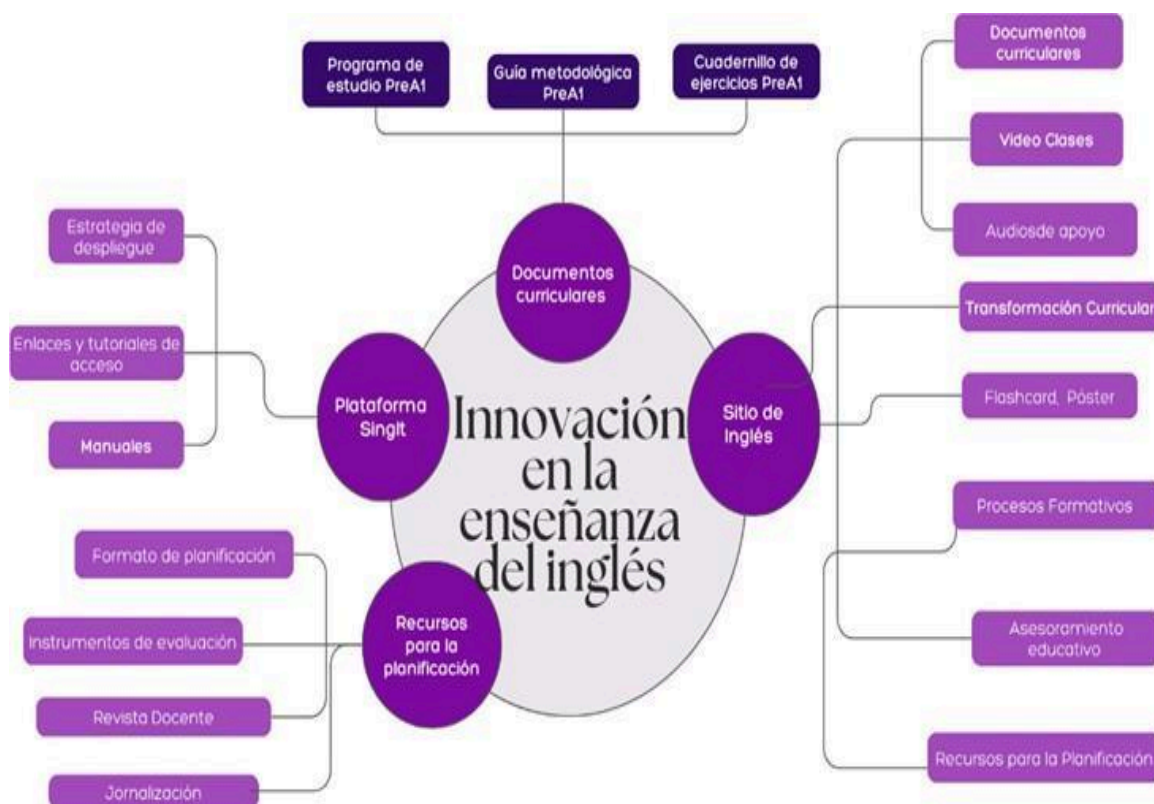 Programa de
estudio PreA1
Guía metodológica
PreA1
Cuadernillo de
ejercicios PreA1
Documentos
curriculares
Documentos
curriculares
Video Clases
Audiosde apoyo
Transformación Curricular
Flashcard, Póster
Procesos Formativos
Asesoramiento
educativo
Recursos para la Planificación
Sitio de
Inglés
Estrategia de
despliegue
Enlaces y tutoriales de
acceso
Manuales
Plataforma
SingIt
Innovación
en la
enseñanza
del inglés
Formato de planificación
Instrumentos de evaluación
Revista Docente
Jornalización
Recursos
para la
planificación